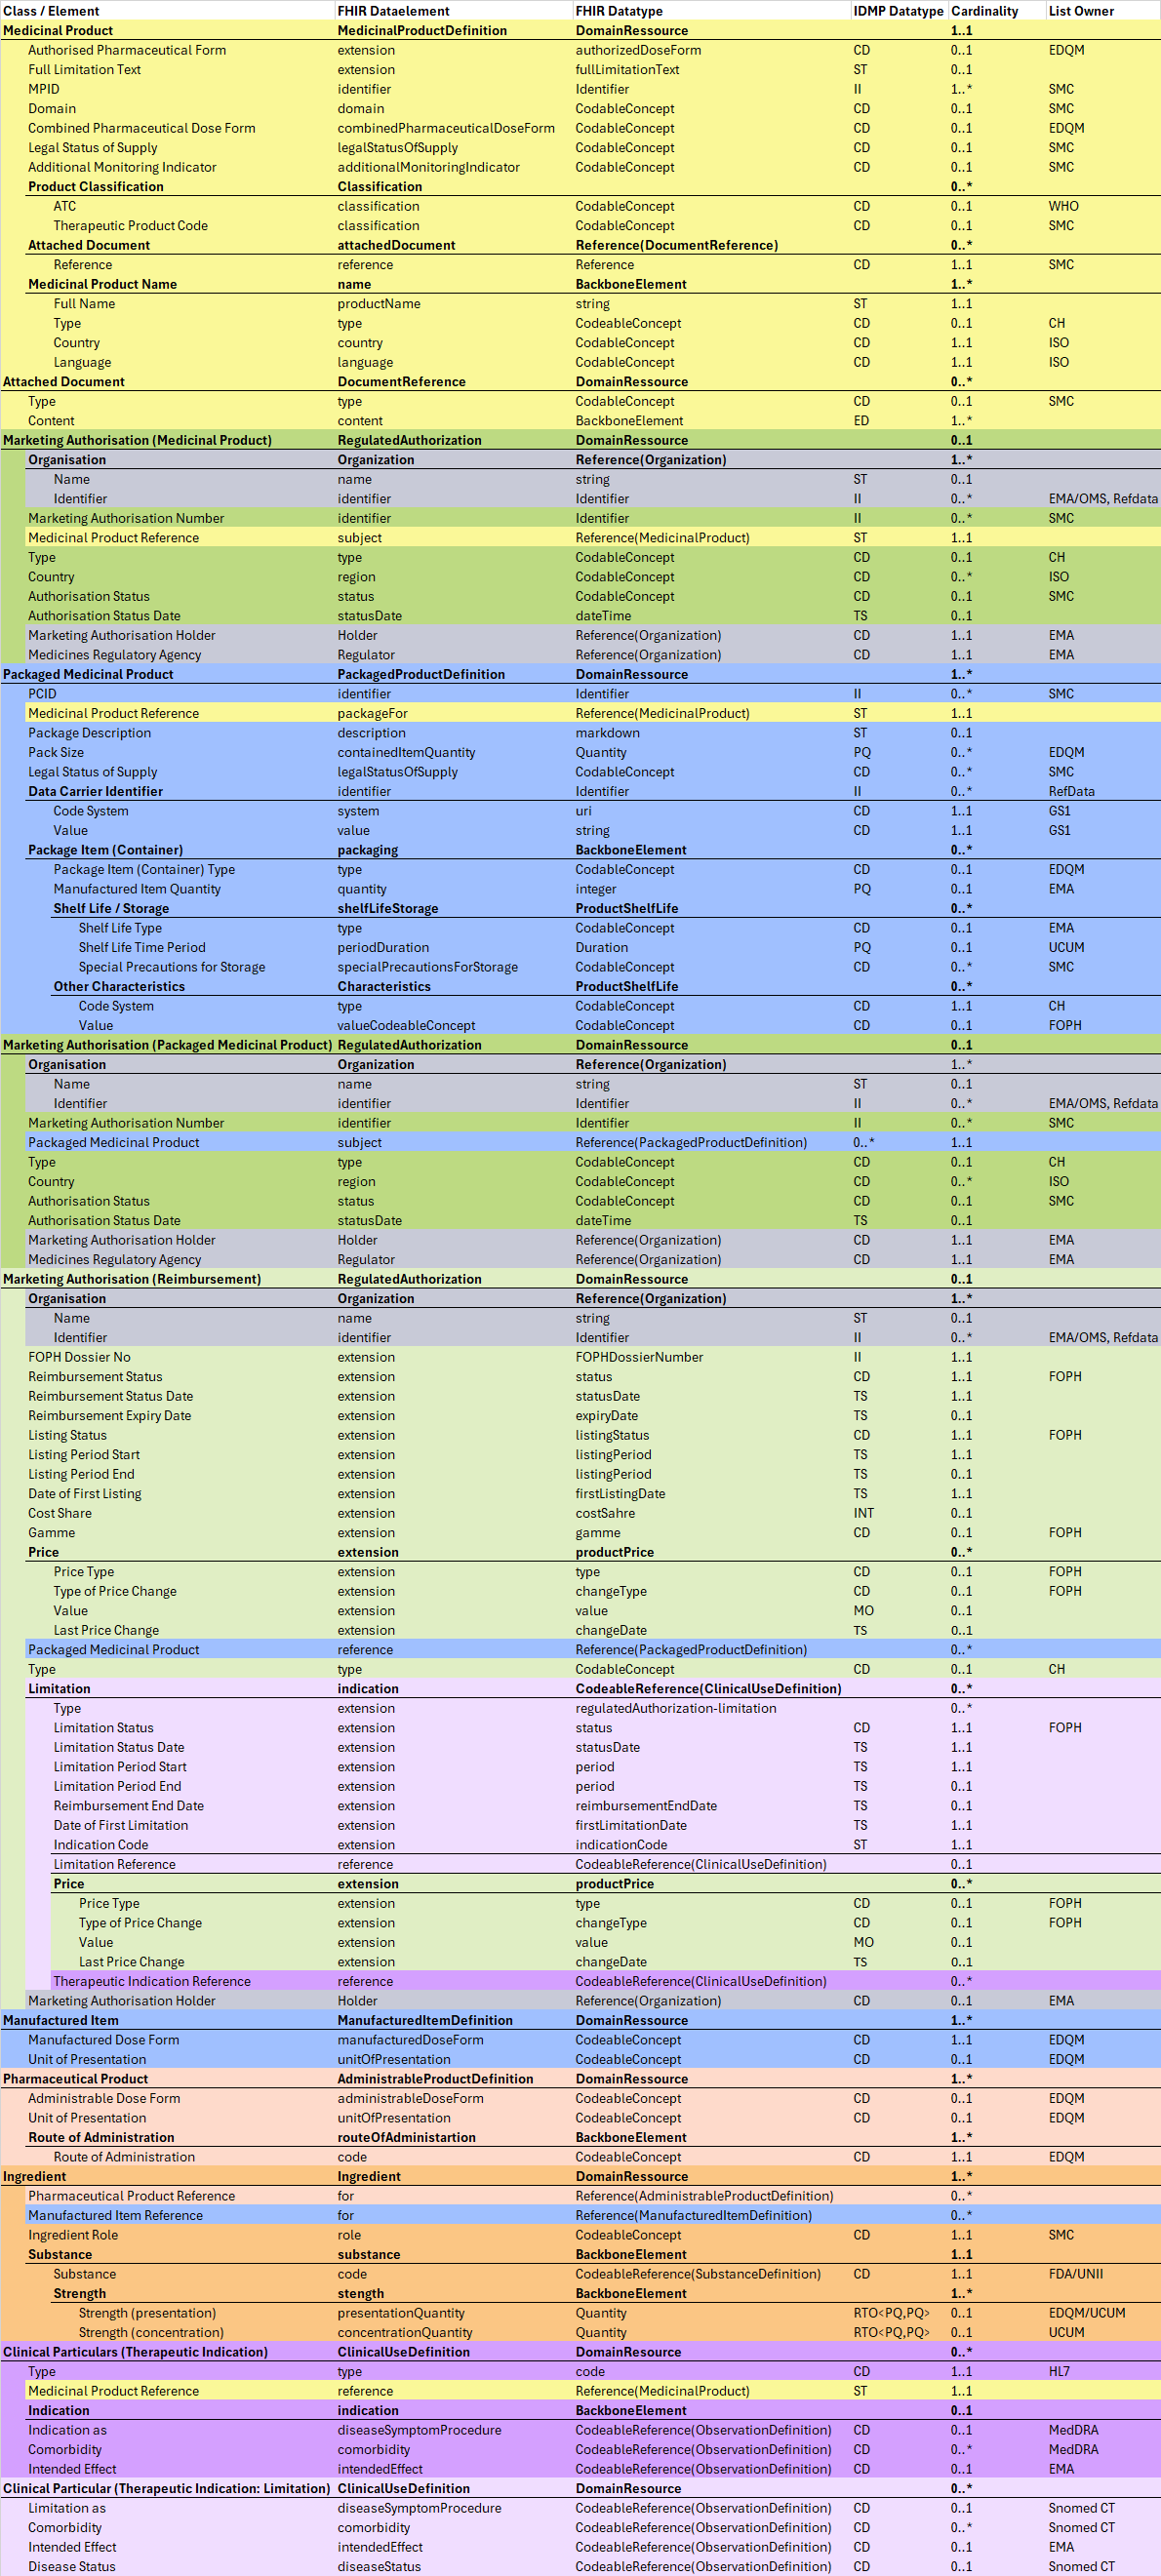 Class / Element FHIR Dataelement FHIR Datatype IDMP Datatype Cardinality List Owner
Medicinal Product MedicinalProductDefinition DomainRessource 1..1
Authorised Pharmaceutical Form extension authorizedDoseForm CD 0..1 EDQM
Full Limitation Text extension fullLimitationText ST 0..1
MPID identifier Identifier II 1..* SMC
Domain domain CodableConcept CD 0..1 SMC
Combined Pharmaceutical Dose Form combinedPharmaceuticalDoseForm CodableConcept CD 0..1 EDQM
Legal Status of Supply legalStatusOfSupply CodableConcept CD 0..1 SMC
Additional Monitoring Indicator additionalMonitoringIndicator CodableConcept CD 0..1 SMC
Product Classification Classification 0..*
ATC classification CodableConcept CD 0..1 WHO
Therapeutic Product Code classification CodableConcept CD 0..1 SMC
Attached Document attachedDocument Reference(DocumentReference) 0..*
Reference reference Reference CD 1..1 SMC
Medicinal Product Name name BackboneElement 1..*
Full Name productName string ST 1..1
Type type CodeableConcept CD 0..1 CH
Country country CodableConcept CD 1..1 ISO
Language language CodableConcept CD 1..1 ISO
Attached Document DocumentReference DomainRessource 0..*
Type type CodableConcept CD 0..1 SMC
Content content BackboneElement ED 1..*
Marketing Authorisation (Medicinal Product) RegulatedAuthorization DomainRessource 0..1
Organisation Organization Reference(Organization) 1..*
Name name string ST 0..1
Identifier identifier Identifier II 0..* EMA/OMS, Refdata
Marketing Authorisation Number identifier Identifier II 0..* SMC
Medicinal Product Reference subject Reference(MedicinalProduct) ST 1..1
Type type CodableConcept CD 0..1 CH
Country region CodableConcept CD 0..* ISO
Authorisation Status status CodableConcept CD 0..1 SMC
Authorisation Status Date statusDate dateTime TS 0..1
Marketing Authorisation Holder Holder Reference(Organization) CD 1..1 EMA
Medicines Regulatory Agency Regulator Reference(Organization) CD 1..1 EMA
Packaged Medicinal Product PackagedProductDefinition DomainRessource 1..*
PCID identifier Identifier II 0..* SMC
Medicinal Product Reference packageFor Reference(MedicinalProduct) ST 1..1
Package Description description markdown ST 0..1
Pack Size containedItemQuantity Quantity PQ 0..* EDQM
Legal Status of Supply legalStatusOfSupply CodableConcept CD 0..* SMC
Data Carrier Identifier identifier Identifier II 0..* RefData
Code System system uri CD 1..1 GS1
Value value string CD 1..1 GS1
Package Item (Container) packaging BackboneElement 0..*
Package Item (Container) Type type CodableConcept CD 0..1 EDQM
Manufactured Item Quantity quantity integer PQ 0..1 EMA
Shelf Life / Storage shelfLifeStorage ProductShelfLife 0..*
Shelf Life Type type CodableConcept CD 0..1 EMA
Shelf Life Time Period periodDuration Duration PQ 0..1 UCUM
Special Precautions for Storage specialPrecautionsForStorage CodableConcept CD 0..* SMC
Other Characteristics Characteristics ProductShelfLife 0..*
Code System type CodableConcept CD 1..1 CH
Value valueCodeableConcept CodableConcept CD 0..1 FOPH
Marketing Authorisation (Packaged Medicinal Product) RegulatedAuthorization DomainRessource 0..1
Organisation Organization Reference(Organization) 1..*
Name name string ST 0..1
Identifier identifier Identifier II 0..* EMA/OMS, Refdata
Marketing Authorisation Number identifier Identifier II 0..* SMC
Packaged Medicinal Product subject Reference(PackagedProductDefinition) 0..* 1..1
Type type CodableConcept CD 0..1 CH
Country region CodableConcept CD 0..* ISO
Authorisation Status status CodableConcept CD 0..1 SMC
Authorisation Status Date statusDate dateTime TS 0..1
Marketing Authorisation Holder Holder Reference(Organization) CD 1..1 EMA
Medicines Regulatory Agency Regulator Reference(Organization) CD 1..1 EMA
Marketing Authorisation (Reimbursement) RegulatedAuthorization DomainRessource 0..1
Organisation Organization Reference(Organization) 1..*
Name name string ST 0..1
Identifier identifier Identifier II 0..* EMA/OMS, Refdata
FOPH Dossier No extension FOPHDossierNumber II 1..1
Reimbursement Status extension status CD 1..1 FOPH
Reimbursement Status Date extension statusDate TS 1..1
Reimbursement Expiry Date extension expiryDate TS 0..1
Listing Status extension listingStatus CD 1..1 FOPH
Listing Period Start extension listingPeriod TS 1..1
Listing Period End extension listingPeriod TS 0..1
Date of First Listing extension firstListingDate TS 1..1
Cost Share extension costSahre INT 0..1
Gamme extension gamme CD 0..1 FOPH
Price extension productPrice 0..*
Price Type extension type CD 0..1 FOPH
Type of Price Change extension changeType CD 0..1 FOPH
Value extension value MO 0..1
Last Price Change extension changeDate TS 0..1
Packaged Medicinal Product reference Reference(PackagedProductDefinition) 0..*
Type type CodableConcept CD 0..1 CH
Limitation indication CodeableReference(ClinicalUseDefinition) 0..*
Type extension regulatedAuthorization-limitation 0..*
Limitation Status extension status CD 1..1 FOPH
Limitation Status Date extension statusDate TS 1..1
Limitation Period Start extension period TS 1..1
Limitation Period End extension period TS 0..1
Reimbursement End Date extension reimbursementEndDate TS 0..1
Date of First Limitation extension firstLimitationDate TS 1..1
Indication Code extension indicationCode ST 1..1
Limitation Reference reference CodeableReference(ClinicalUseDefinition) 0..1
Price extension productPrice 0..*
Price Type extension type CD 0..1 FOPH
Type of Price Change extension changeType CD 0..1 FOPH
Value extension value MO 0..1
Last Price Change extension changeDate TS 0..1
Therapeutic Indication Reference reference CodeableReference(ClinicalUseDefinition) 0..*
Marketing Authorisation Holder Holder Reference(Organization) CD 0..1 EMA
Manufactured Item ManufacturedItemDefinition DomainRessource 1..*
Manufactured Dose Form manufacturedDoseForm CodeableConcept CD 1..1 EDQM
Unit of Presentation unitOfPresentation CodeableConcept CD 0..1 EDQM
Pharmaceutical Product AdministrableProductDefinition DomainRessource 1..*
Administrable Dose Form administrableDoseForm CodeableConcept CD 0..1 EDQM
Unit of Presentation unitOfPresentation CodeableConcept CD 0..1 EDQM
Route of Administration routeOfAdministartion BackboneElement 1..*
Route of Administration code CodeableConcept CD 1..1 EDQM
Ingredient Ingredient DomainRessource 1..*
Pharmaceutical Product Reference for Reference(AdministrableProductDefinition) 0..*
Manufactured Item Reference for Reference(ManufacturedItemDefinition) 0..*
Ingredient Role role CodeableConcept CD 1..1 SMC
Substance substance BackboneElement 1..1
Substance code CodeableReference(SubstanceDefinition) CD 1..1 FDA/UNII
Strength stength BackboneElement 1..*
Strength (presentation) presentationQuantity Quantity RTO<PQ,PQ> 0..1 EDQM/UCUM
Strength (concentration) concentrationQuantity Quantity RTO<PQ,PQ> 0..1 UCUM
Clinical Particulars (Therapeutic Indication) ClinicalUseDefinition DomainRessource 0..*
Type type code CD 1..1 HL7
Medicinal Product Reference reference Reference(MedicinalProduct) ST 1..1
Indication indication BackboneElement 0..1
Indication as diseaseSymptomProcedure CodeableReference(ObservationDefinition) CD 0..1 MedDRA
Comorbidity comorbidity CodeableReference(ObservationDefinition) CD 0..* MedDRA
Intended Effect intendedEffect CodeableReference(ObservationDefinition) CD 0..1 EMA
Clinical Particular (Therapeutic Indication: Limitation) ClinicalUseDefinition DomainResource 0..*
Limitation as diseaseSymptomProcedure CodeableReference(ObservationDefinition) CD 0..1 Snomed CT
Comorbidity comorbidity CodeableReference(ObservationDefinition) CD 0..* Snomed CT
Intended Effect intendedEffect CodeableReference(ObservationDefinition) CD 0..1 EMA
Disease Status diseaseStatus CodeableReference(ObservationDefinition) CD 0..1 Snomed CT